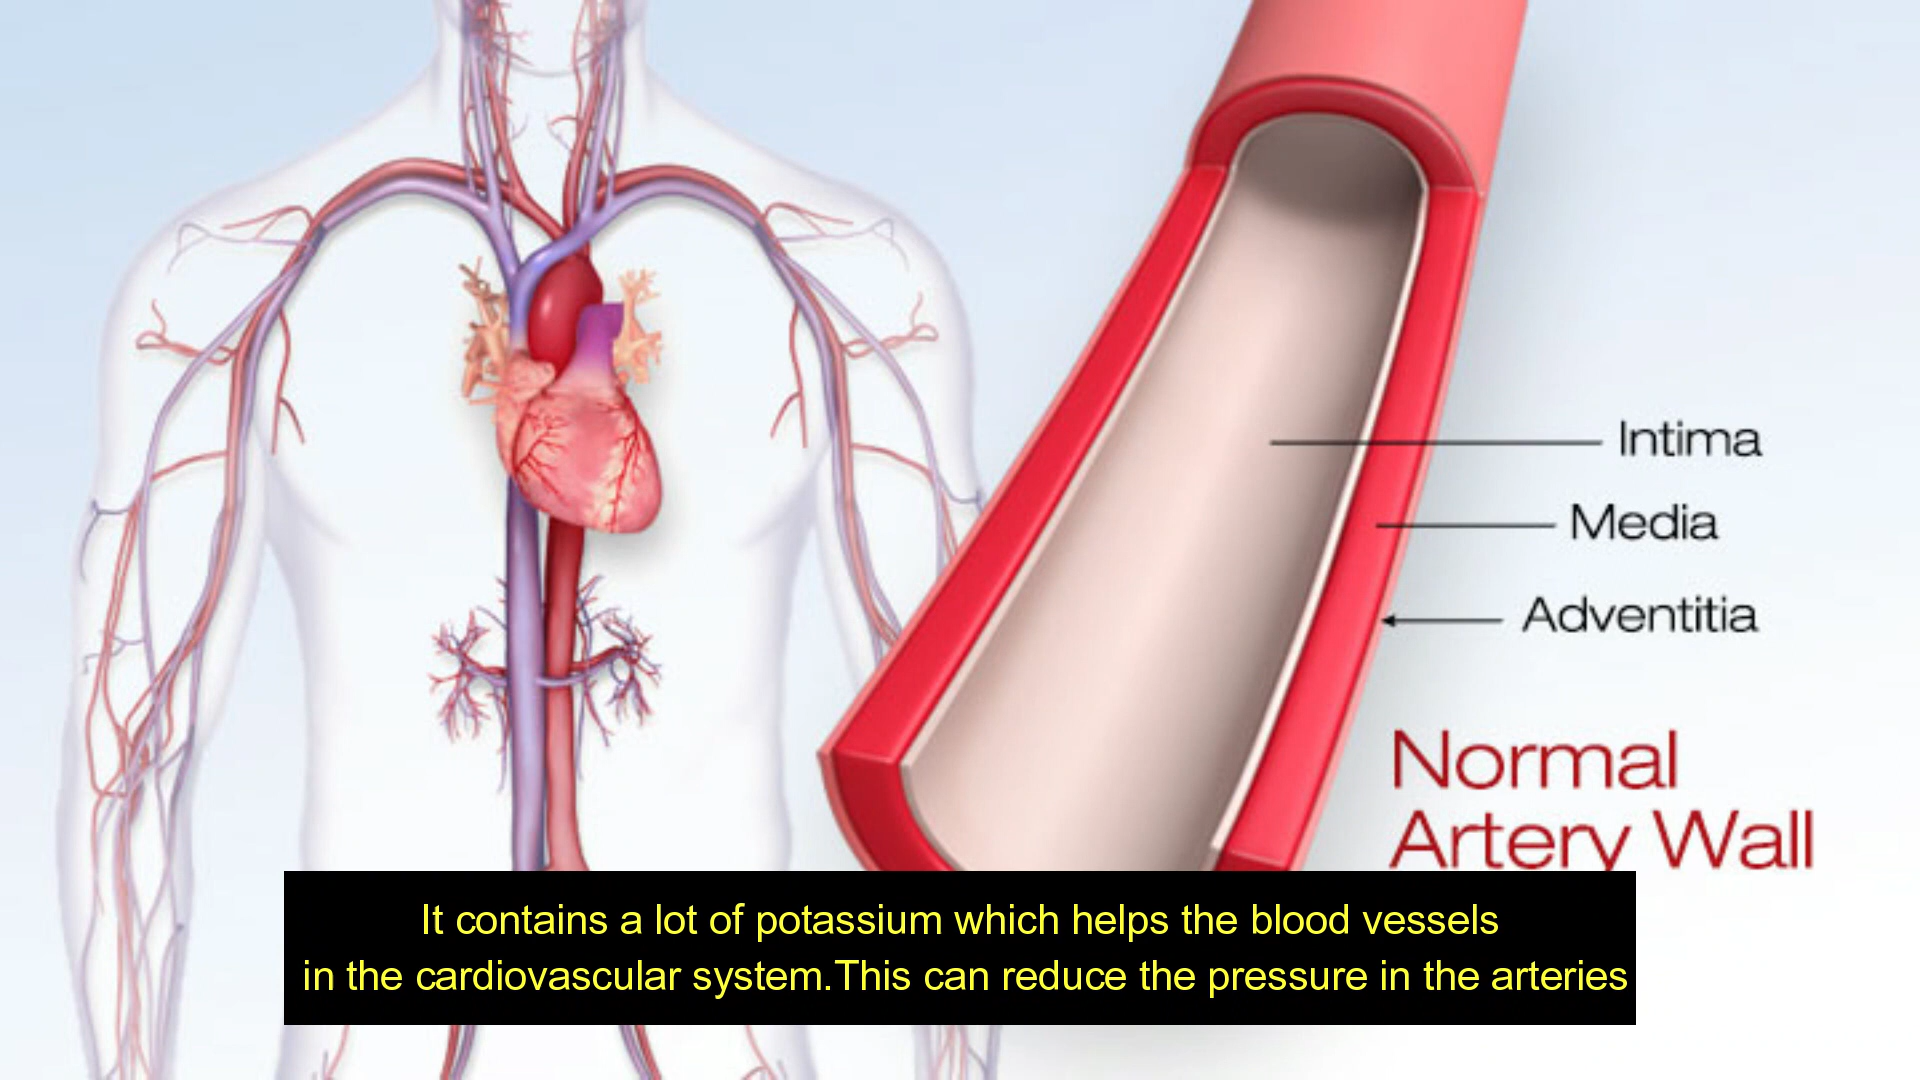 Intima
Media
Adventitia
Normal
Artery Wall
It contains a lot of potassium which helps the blood vessels
in the cardiovascular system.This can reduce the pressure in the arteries